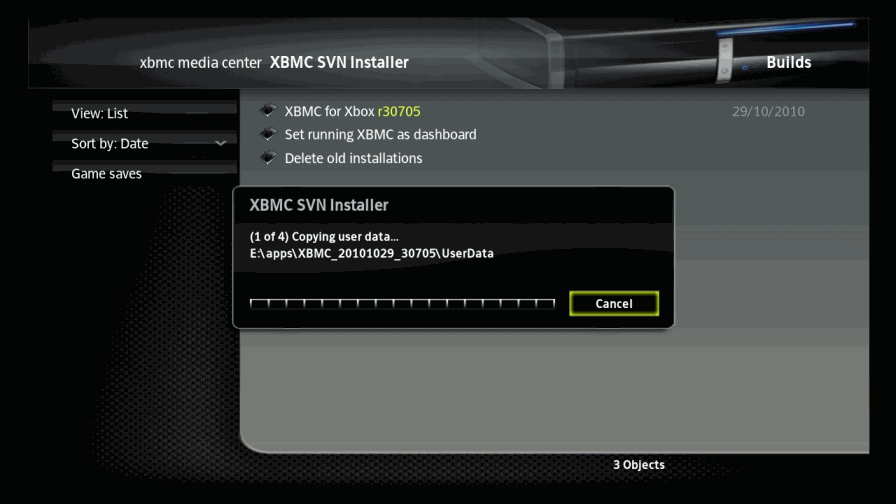 xbmc media center XBMC SVN Installer
Builds
View: List
Sort by: Date
Game saves
XBMC for Xbox r30705
29/10/2010
Set running XBMC as dashboard
Delete old installations
XBMC SVN Installer
(1 of 4) Copying user data...
E:\apps\XBMC_20101029_30705\UserData
Cancel
3 Objects